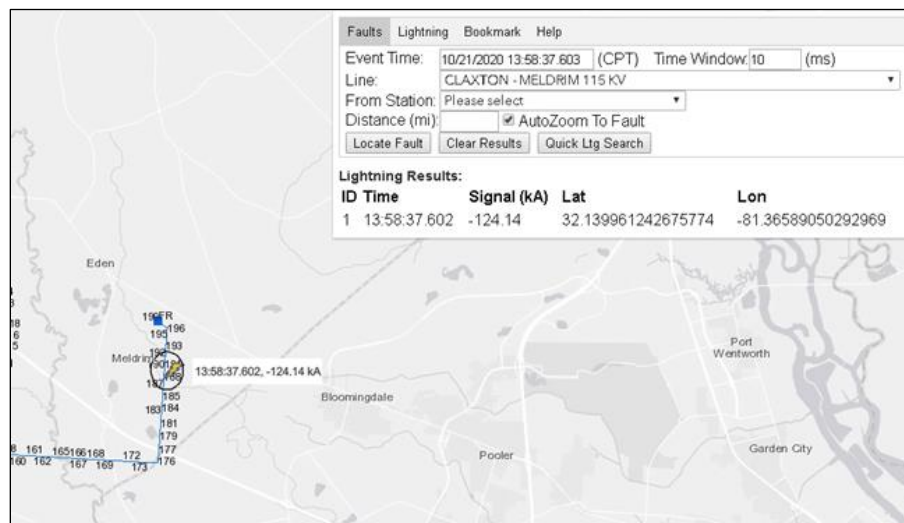 Faults Lightning Bookmark Help
Event Time: 10/21/2020 13:58:37.603 (CPT) Time Window: 10 (ms)
Line: CLAXTON - MELDRIM 115 KV
From Station: Please select
Distance (mi): AutoZoom To Fault
Locate Fault Clear Results Quick Ltg Search
Lightning Results:
ID Time Signal (kA) Lat Lon
1 13:58:37.602 -124.14 32.139961242675774 -81.36589050292969
Eden
FR
196
195
193
192
Meldrim
13:58:37.602, -124.14 kA
187
188
185
183 184
181
179
177
176
161 165 166 168 172
160 162 167 169 173
Bloomingdale
Pooler
Port
Wentworth
Garden City